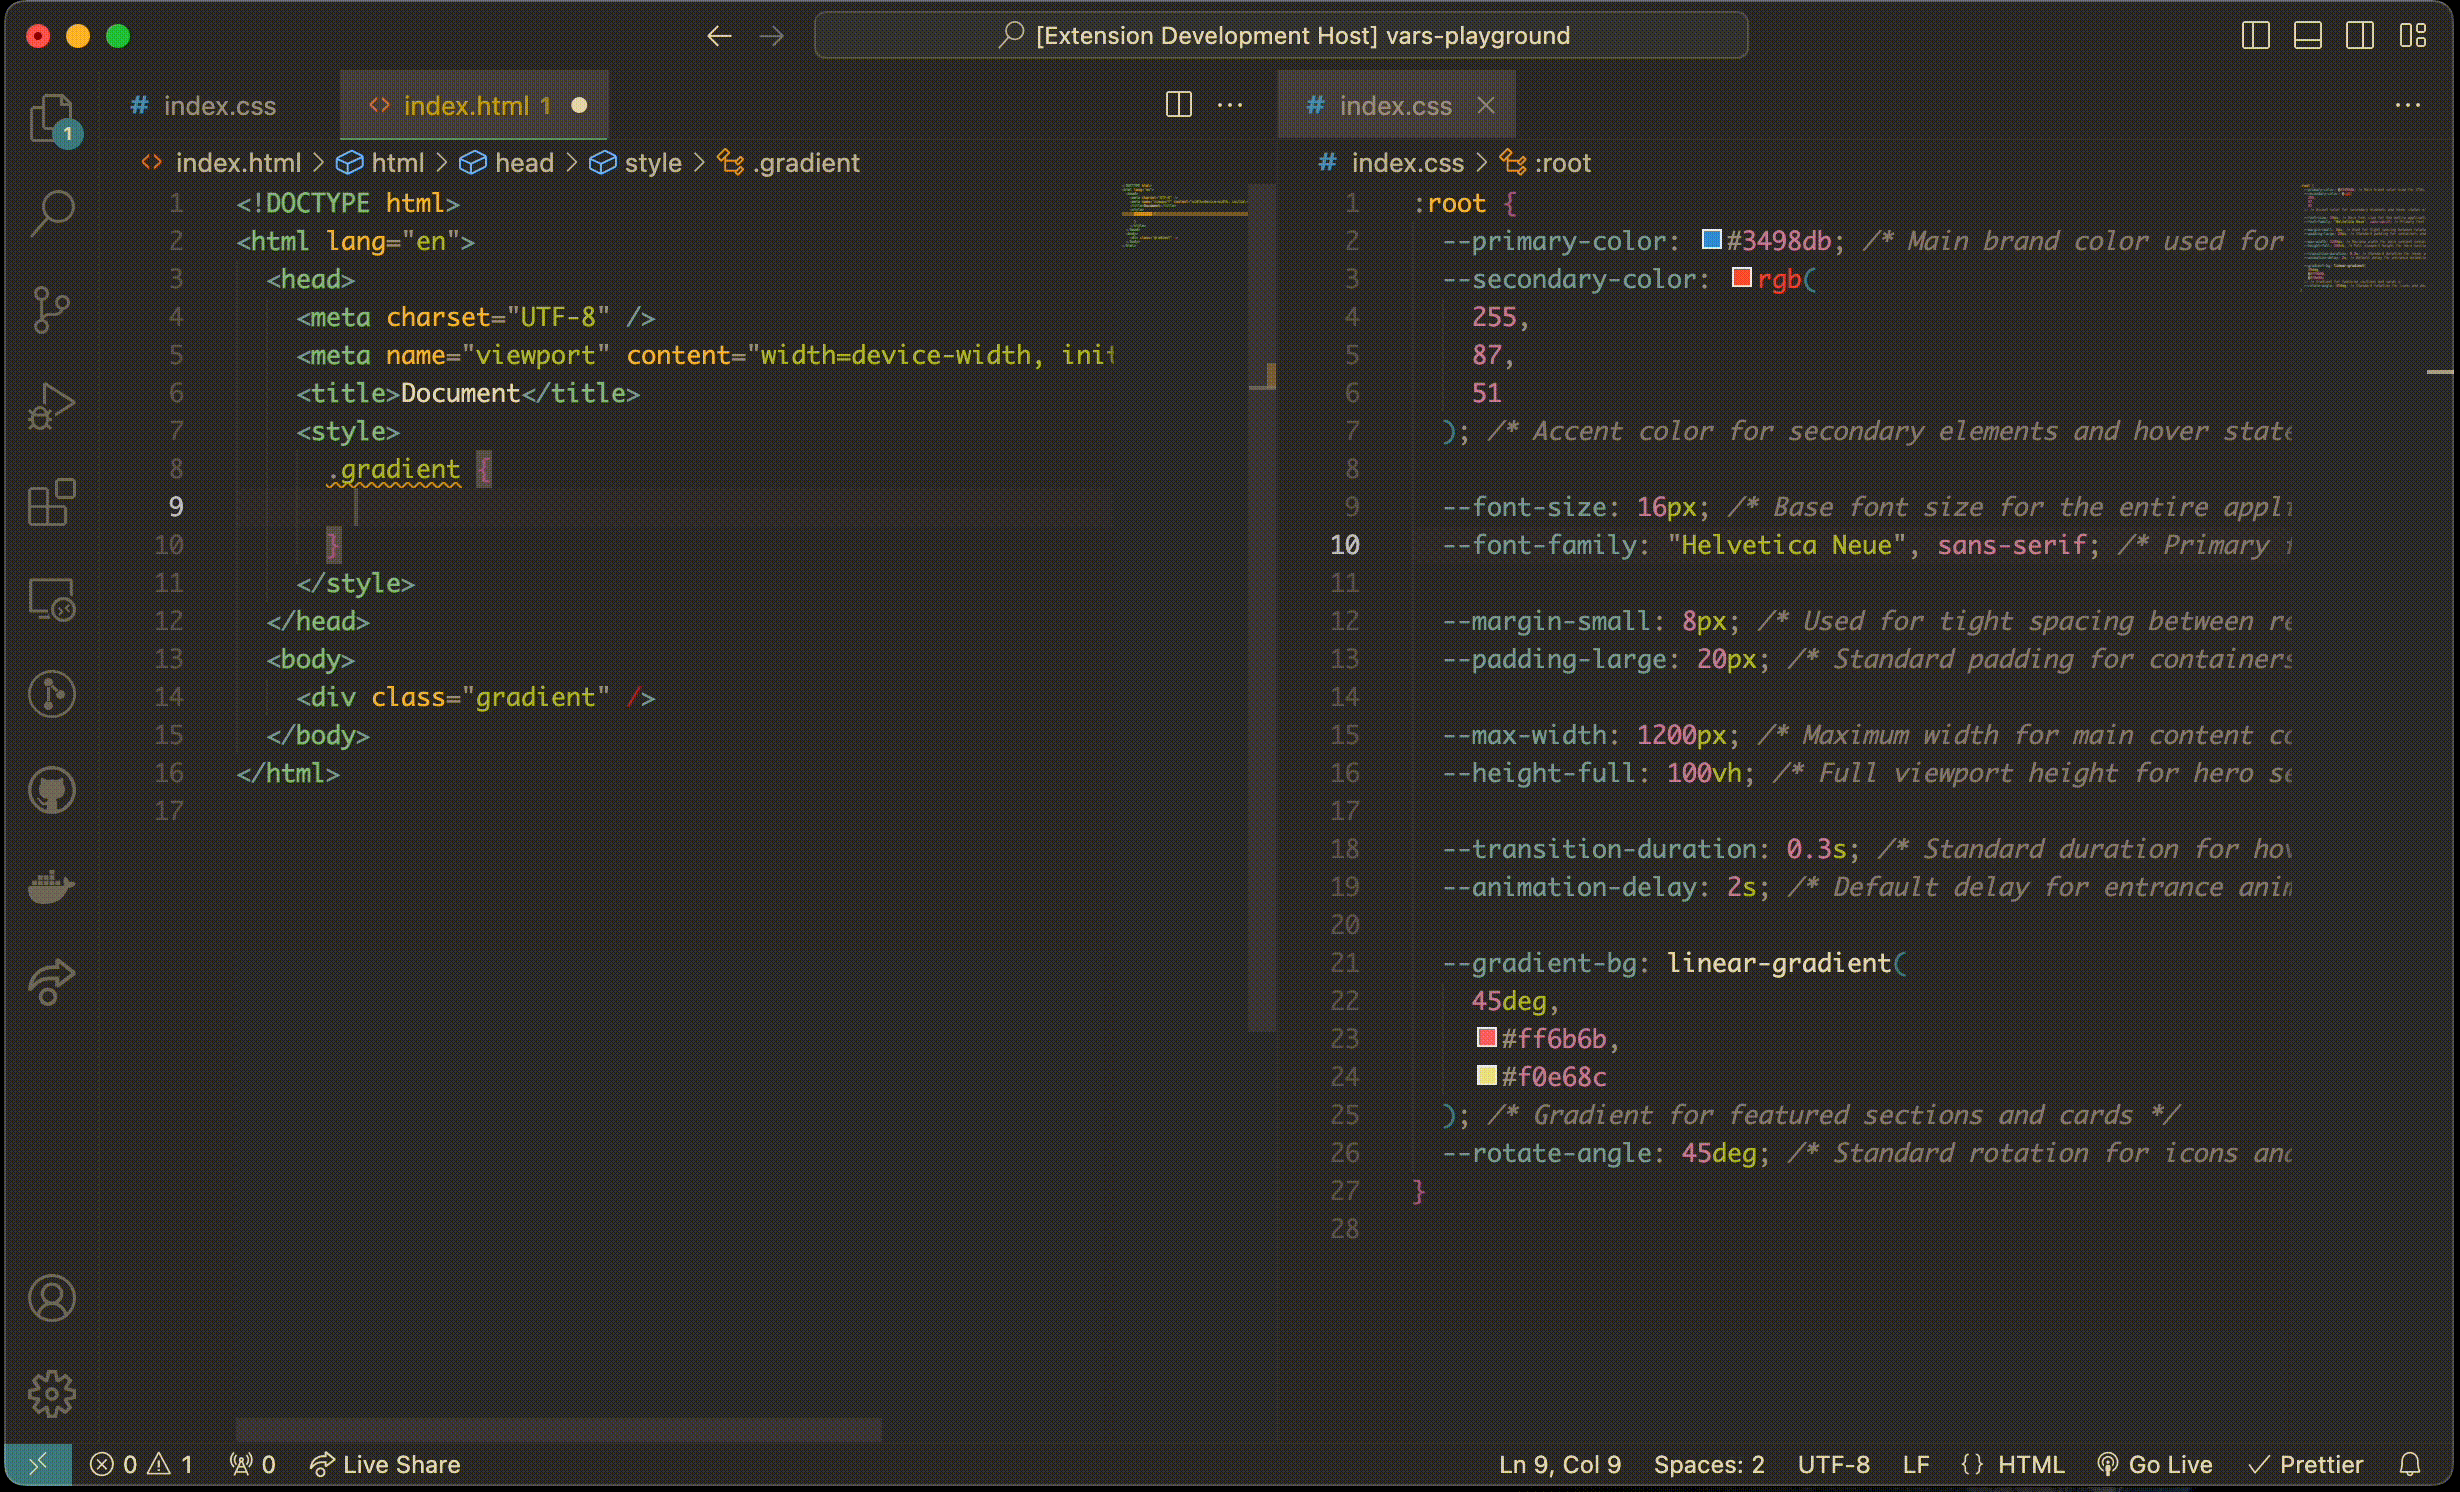 [Extension Development Host] vars-playground
# index.css
<> index.html 1
<> index.html > html > head > style > .gradient
1 <!DOCTYPE html>
2 <html lang="en">
3 <head>
4 <meta charset="UTF-8" />
5 <meta name="viewport" content="width=device-width, init
6 <title>Document</title>
7 <style>
8 .gradient {
9
10 }
11 </style>
12 </head>
13 <body>
14 <div class="gradient" />
15 </body>
16 </html>
17
# index.css
# index.css > :root
1 :root {
2 --primary-color: #3498db; /* Main brand color used for
3 --secondary-color: rgb(
4 255,
5 87,
6 51
7 ); /* Accent color for secondary elements and hover state
8
9 --font-size: 16px; /* Base font size for the entire appli
10 --font-family: "Helvetica Neue", sans-serif; /* Primary
11
12 --margin-small: 8px; /* Used for tight spacing between re
13 --padding-large: 20px; /* Standard padding for containers
14
15 --max-width: 1200px; /* Maximum width for main content co
16 --height-full: 100vh; /* Full viewport height for hero se
17
18 --transition-duration: 0.3s; /* Standard duration for hov
19 --animation-delay: 2s; /* Default delay for entrance anim
20
21 --gradient-bg: linear-gradient(
22 45deg,
23 #ff6b6b,
24 #f0e68c
25 ); /* Gradient for featured sections and cards */
26 --rotate-angle: 45deg; /* Standard rotation for icons and
27 }
28
1
0 1 0 Live Share
Ln 9, Col 9 Spaces: 2 UTF-8 LF {} HTML Go Live Prettier